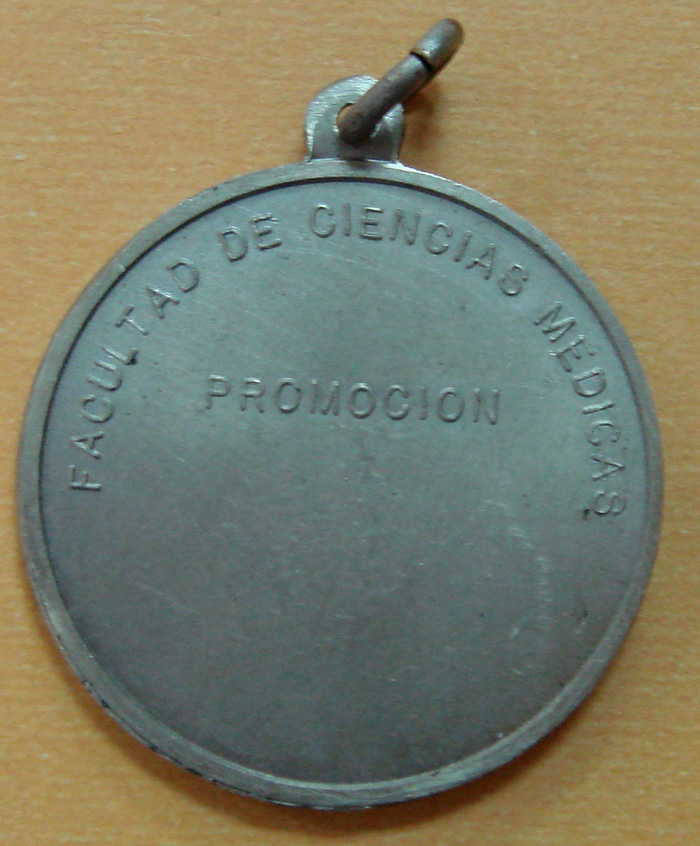 FACULTAD DE CIENCIAS MEDICAS
PROMOCION